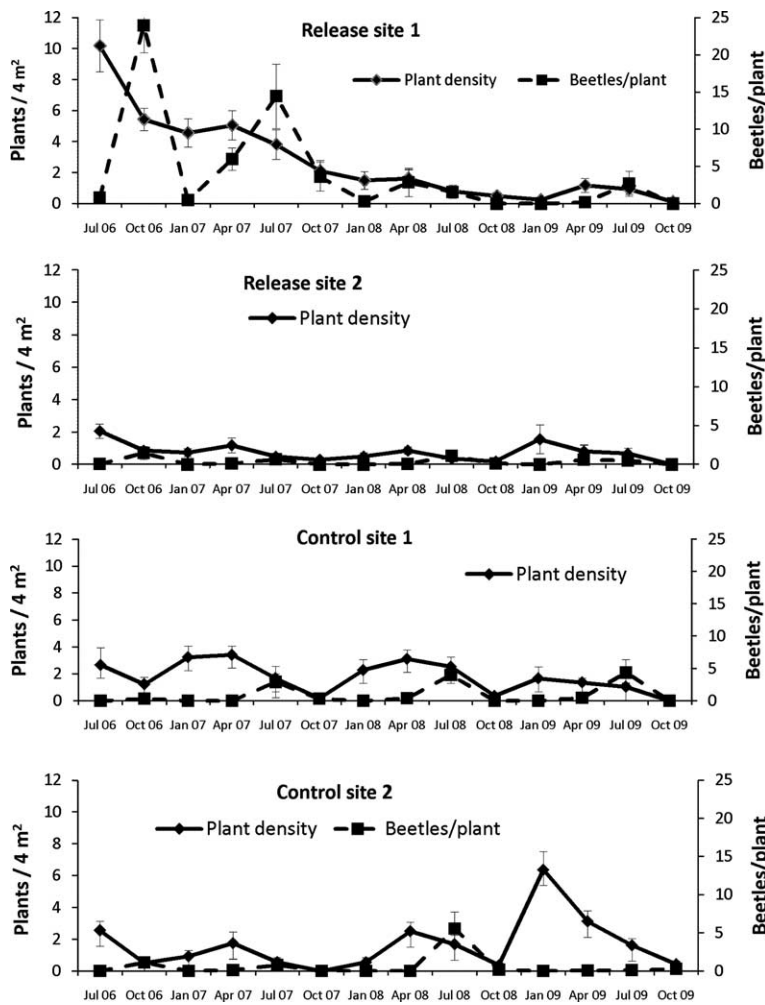 Release site 1
Plant density Beetles/plant
Plants / 4 m²
Beetles/plant
12
10
8
6
4
2
0
25
20
15
10
5
0
Jul 06 Oct 06 Jan 07 Apr 07 Jul 07 Oct 07 Jan 08 Apr 08 Jul 08 Oct 08 Jan 09 Apr 09 Jul 09 Oct 09
Release site 2
Plant density
Plants / 4 m²
Beetles/plant
12
10
8
6
4
2
0
25
20
15
10
5
0
Jul 06 Oct 06 Jan 07 Apr 07 Jul 07 Oct 07 Jan 08 Apr 08 Jul 08 Oct 08 Jan 09 Apr 09 Jul 09 Oct 09
Control site 1
Plant density
Plants / 4 m²
Beetles/plant
12
10
8
6
4
2
0
25
20
15
10
5
0
Jul 06 Oct 06 Jan 07 Apr 07 Jul 07 Oct 07 Jan 08 Apr 08 Jul 08 Oct 08 Jan 09 Apr 09 Jul 09 Oct 09
Control site 2
Plant density Beetles/plant
Plants / 4 m²
Beetles/plant
12
10
8
6
4
2
0
25
20
15
10
5
0
Jul 06 Oct 06 Jan 07 Apr 07 Jul 07 Oct 07 Jan 08 Apr 08 Jul 08 Oct 08 Jan 09 Apr 09 Jul 09 Oct 09